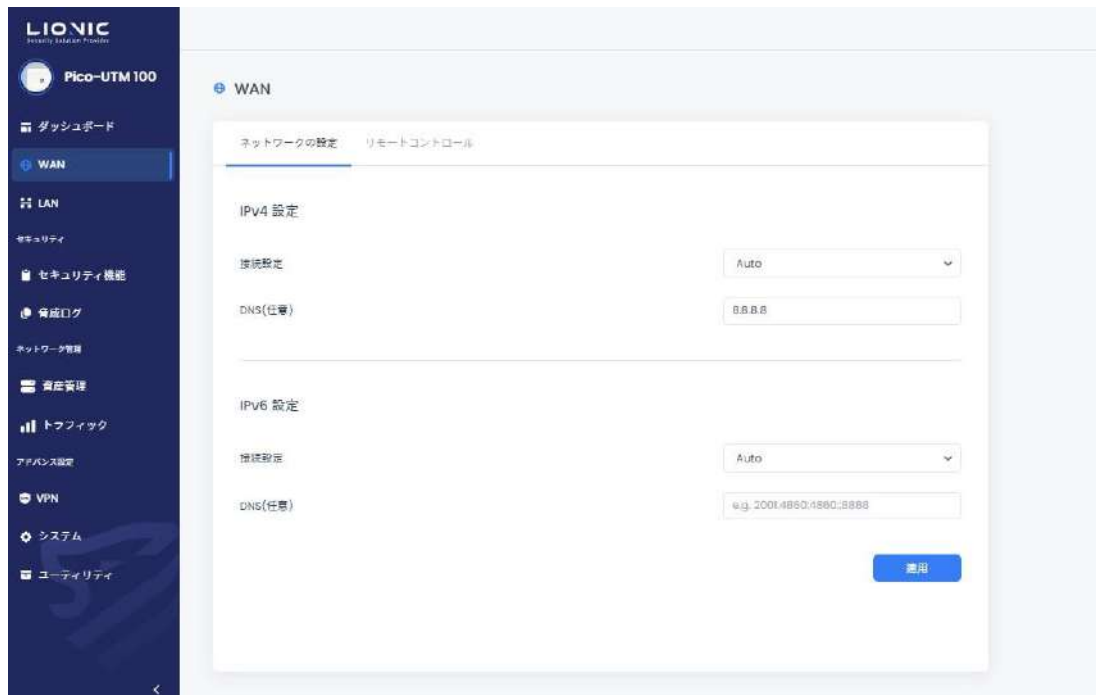 LIONIC
Security Solution Provider
Pico-UTM 100
ダッシュボード
WAN
LAN
セキュリティ
セキュリティ機能
脅威ログ
ネットワーク管理
資産管理
トラフィック
アドバンス設定
VPN
システム
ユーティリティ
WAN
ネットワークの設定 リモートコントロール
IPv4 設定
接続設定 Auto
DNS(任意) 8.8.8.8
IPv6 設定
接続設定 Auto
DNS(任意) e.g. 2001:4860:4860::8888
適用